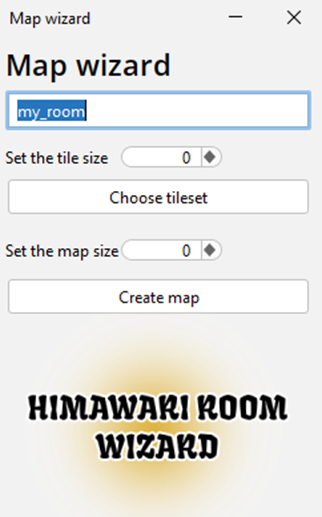 Map wizard
Map wizard
my_room
Set the tile size 0
Choose tileset
Set the map size 0
Create map
HIMAWARI ROOM
WIZARD